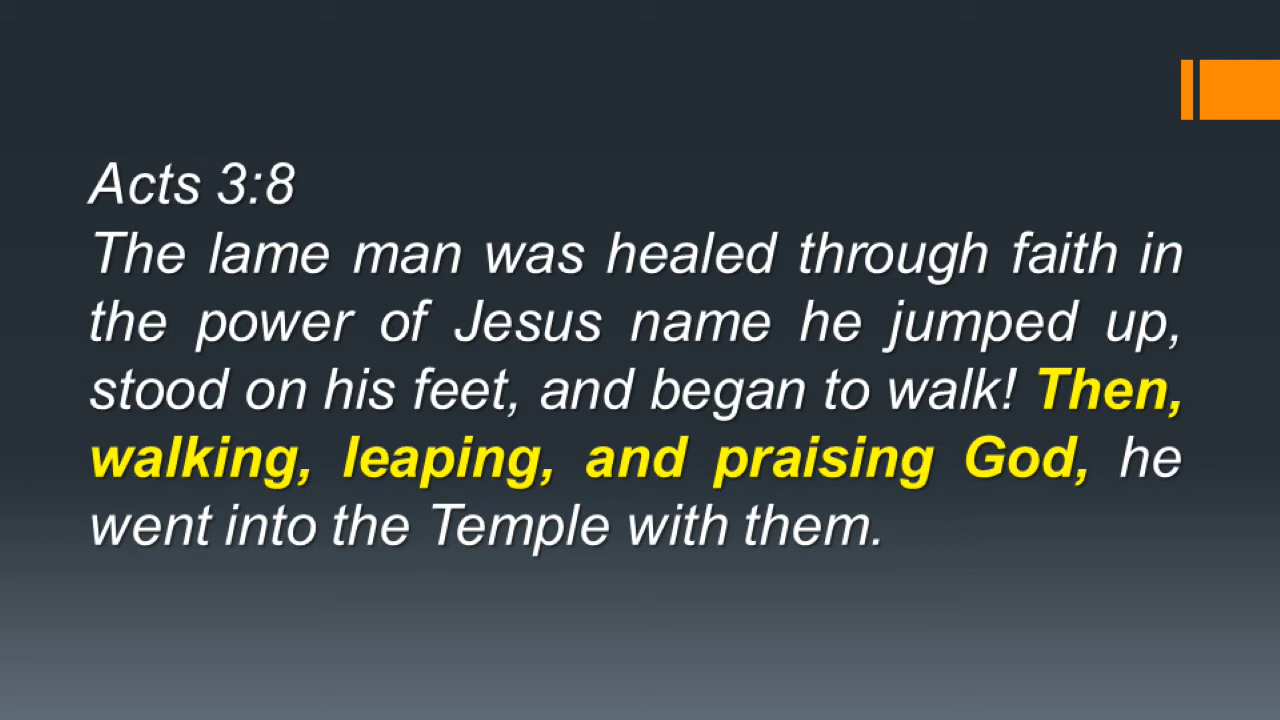 Acts 3:8
The lame man was healed through faith in
the power of Jesus name he jumped up,
stood on his feet, and began to walk! Then,
walking, leaping, and praising God, he
went into the Temple with them.